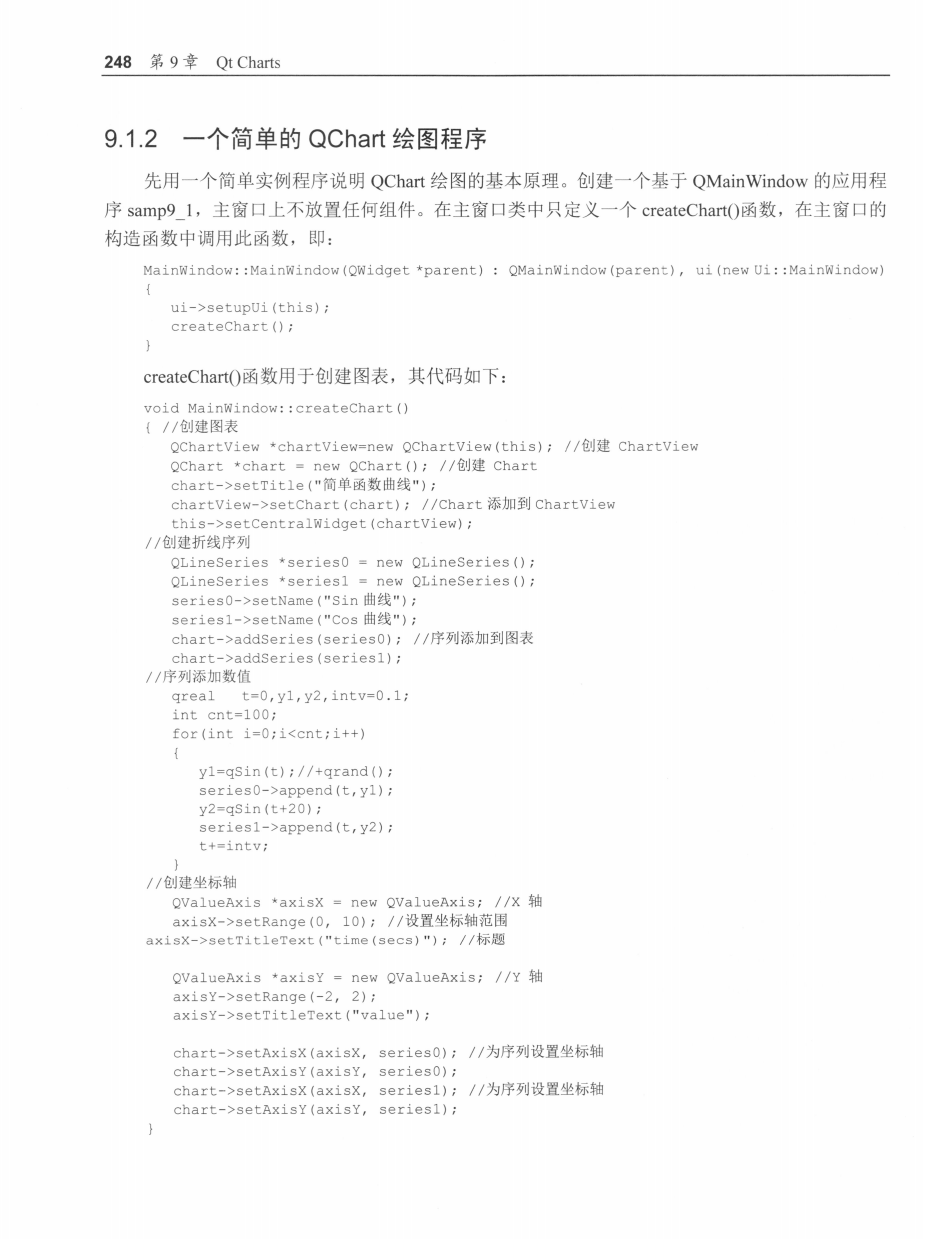 248 第 9 章 Qt Charts
9.1.2 一个简单的 QChart 绘图程序
先用一个简单实例程序说明 QChart 绘图的基本原理。创建一个基于 QMainWindow 的应用程
序 samp9_1，主窗口上不放置任何组件。在主窗口类中只定义一个 createChart()函数，在主窗口的
构造函数中调用此函数，即：
MainWindow::MainWindow(QWidget *parent) : QMainWindow(parent), ui(new Ui::MainWindow)
{
ui->setupUi(this);
createChart();
}
createChart()函数用于创建图表，其代码如下：
void MainWindow::createChart()
{ //创建图表
QChartView *chartView=new QChartView(this); //创建 ChartView
QChart *chart = new QChart(); //创建 Chart
chart->setTitle("简单函数曲线");
chartView->setChart(chart); //Chart 添加到 ChartView
this->setCentralWidget(chartView);
//创建折线序列
QLineSeries *series0 = new QLineSeries();
QLineSeries *series1 = new QLineSeries();
series0->setName("Sin 曲线");
series1->setName("Cos 曲线");
chart->addSeries(series0); //序列添加到图表
chart->addSeries(series1);
//序列添加数值
qreal t=0,y1,y2,intv=0.1;
int cnt=100;
for(int i=0;i<cnt;i++)
{
y1=qSin(t);//+qrand();
series0->append(t,y1);
y2=qSin(t+20);
series1->append(t,y2);
t+=intv;
}
//创建坐标轴
QValueAxis *axisX = new QValueAxis; //X 轴
axisX->setRange(0, 10); //设置坐标轴范围
axisX->setTitleText("time(secs)"); //标题
QValueAxis *axisY = new QValueAxis; //Y 轴
axisY->setRange(-2, 2);
axisY->setTitleText("value");
chart->setAxisX(axisX, series0); //为序列设置坐标轴
chart->setAxisY(axisY, series0);
chart->setAxisX(axisX, series1); //为序列设置坐标轴
chart->setAxisY(axisY, series1);
}